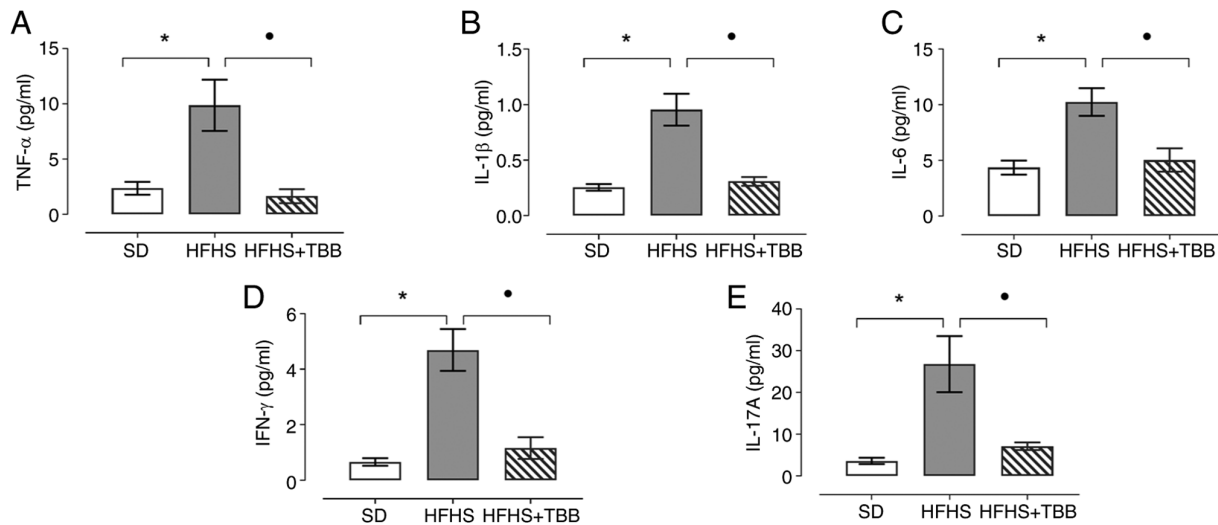 A
TNF-α (pg/ml)
15
10
5
0
*
•
SD HFHS HFHS+TBB
B
IL-1β (pg/ml)
1.5
1.0
0.5
0.0
*
•
SD HFHS HFHS+TBB
C
IL-6 (pg/ml)
15
10
5
0
*
•
SD HFHS HFHS+TBB
D
IFN-γ (pg/ml)
6
4
2
0
*
•
SD HFHS HFHS+TBB
E
IL-17A (pg/ml)
40
30
20
10
0
*
•
SD HFHS HFHS+TBB